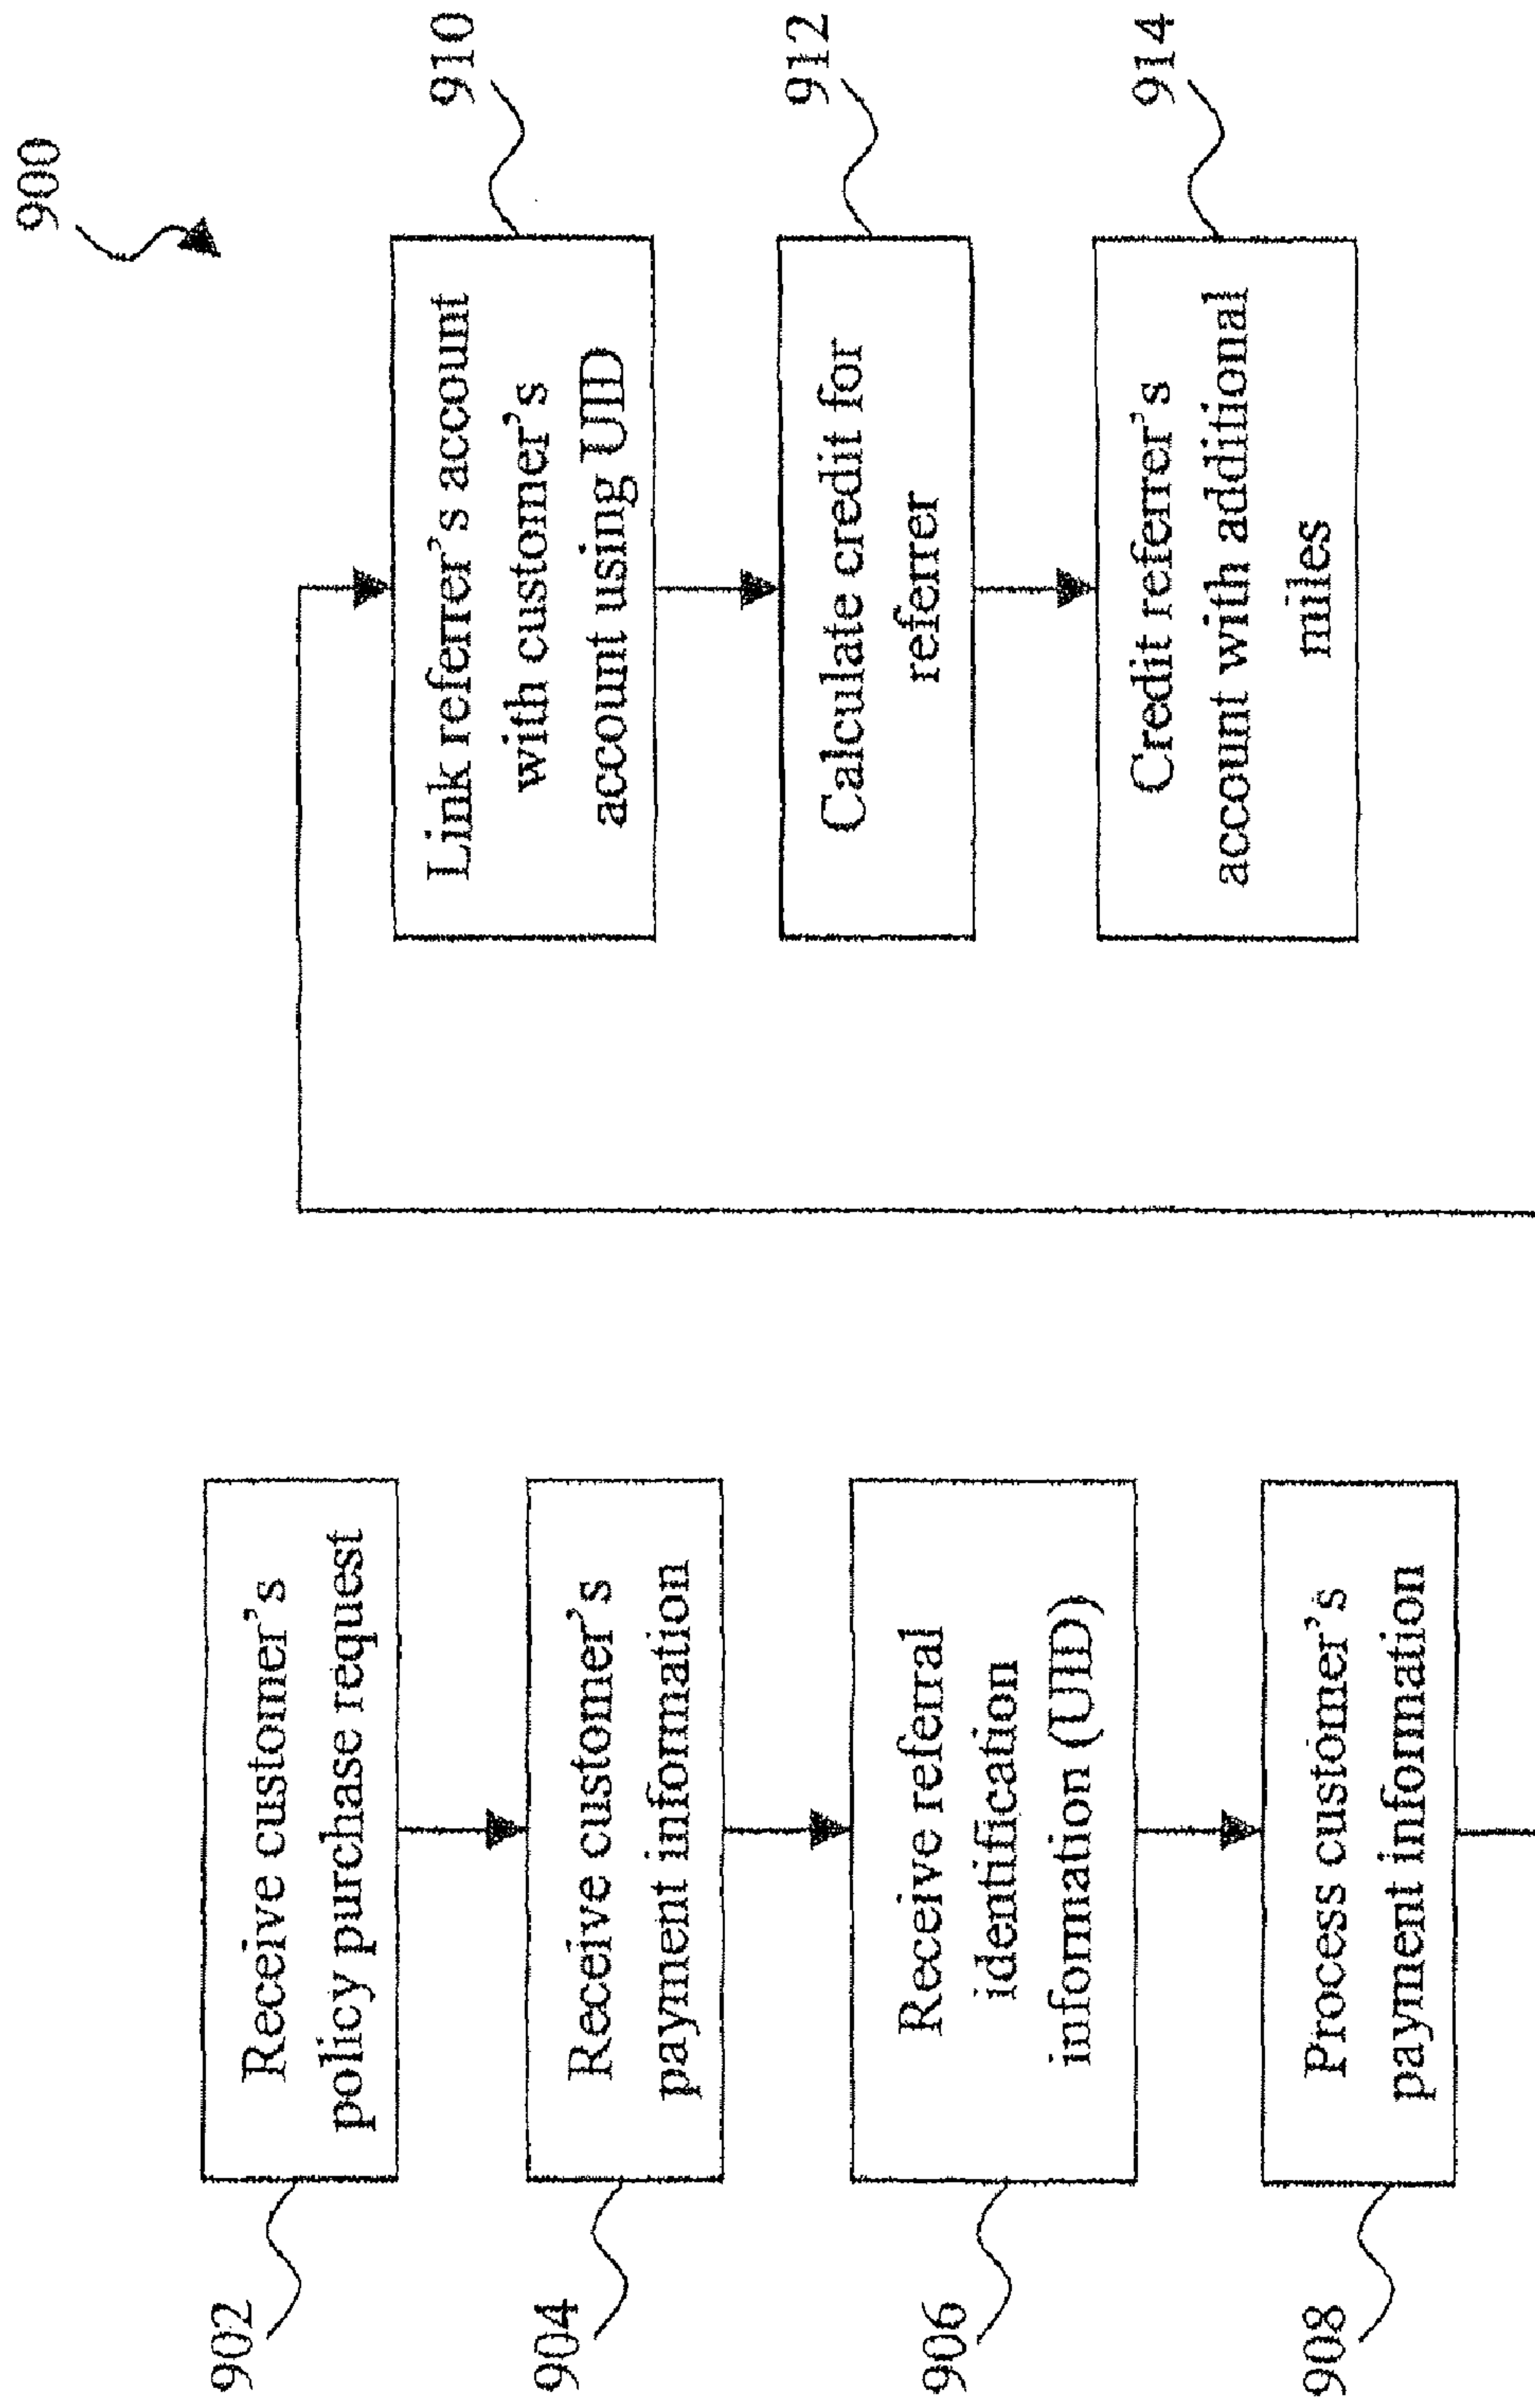 900
902
Receive customer's
policy purchase request
904
Receive customer's
payment information
906
Receive referral
identification
information (UID)
908
Process customer's
payment information
910
Link referrer's account
with customer's
account using UID
912
Calculate credit for
referrer
914
Credit referrer's
account with additional
miles